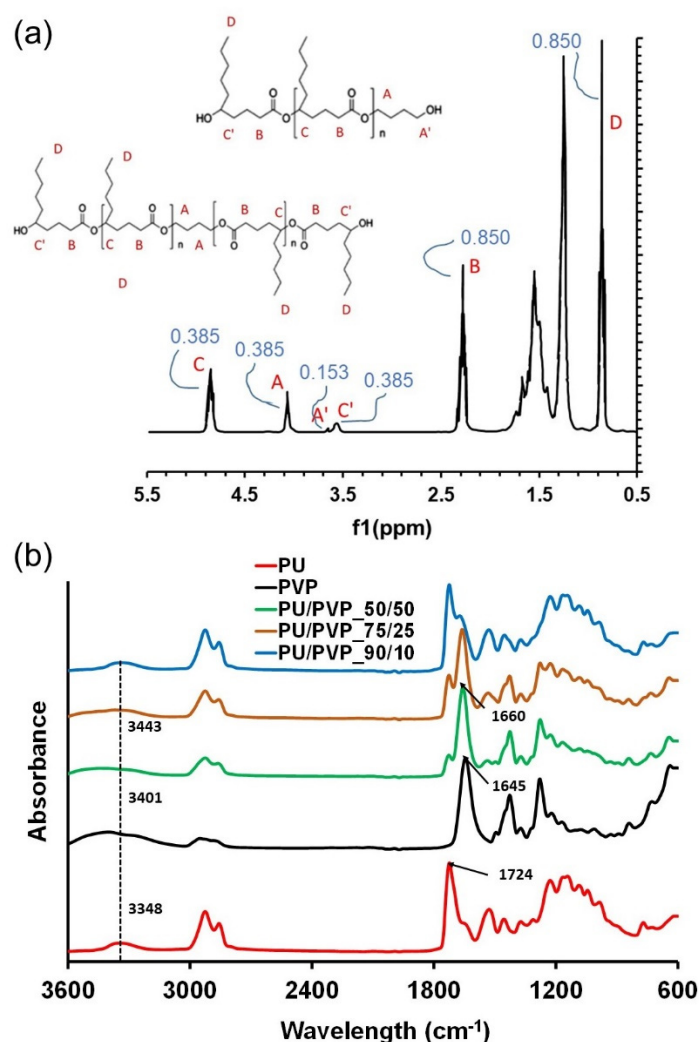 (a)
D
D
O
O
A
OH
HO
O
O
n
C'
B
C
B
A'
D
D
O
O
A
B
C
B
C'
OH
HO
O
O
O
O
n
n
C'
B
C
B
A
O
O
D
D
D
0.850
D
0.850
B
0.385
C
0.385
A
0.153
A'
C'
0.385
5.5
4.5
3.5
2.5
1.5
0.5
f1(ppm)
(b)
PU
PVP
PU/PVP_50/50
PU/PVP_75/25
PU/PVP_90/10
3443
1660
3401
1645
3348
1724
Absorbance
3600
3000
2400
1800
1200
600
Wavelength (cm-1)